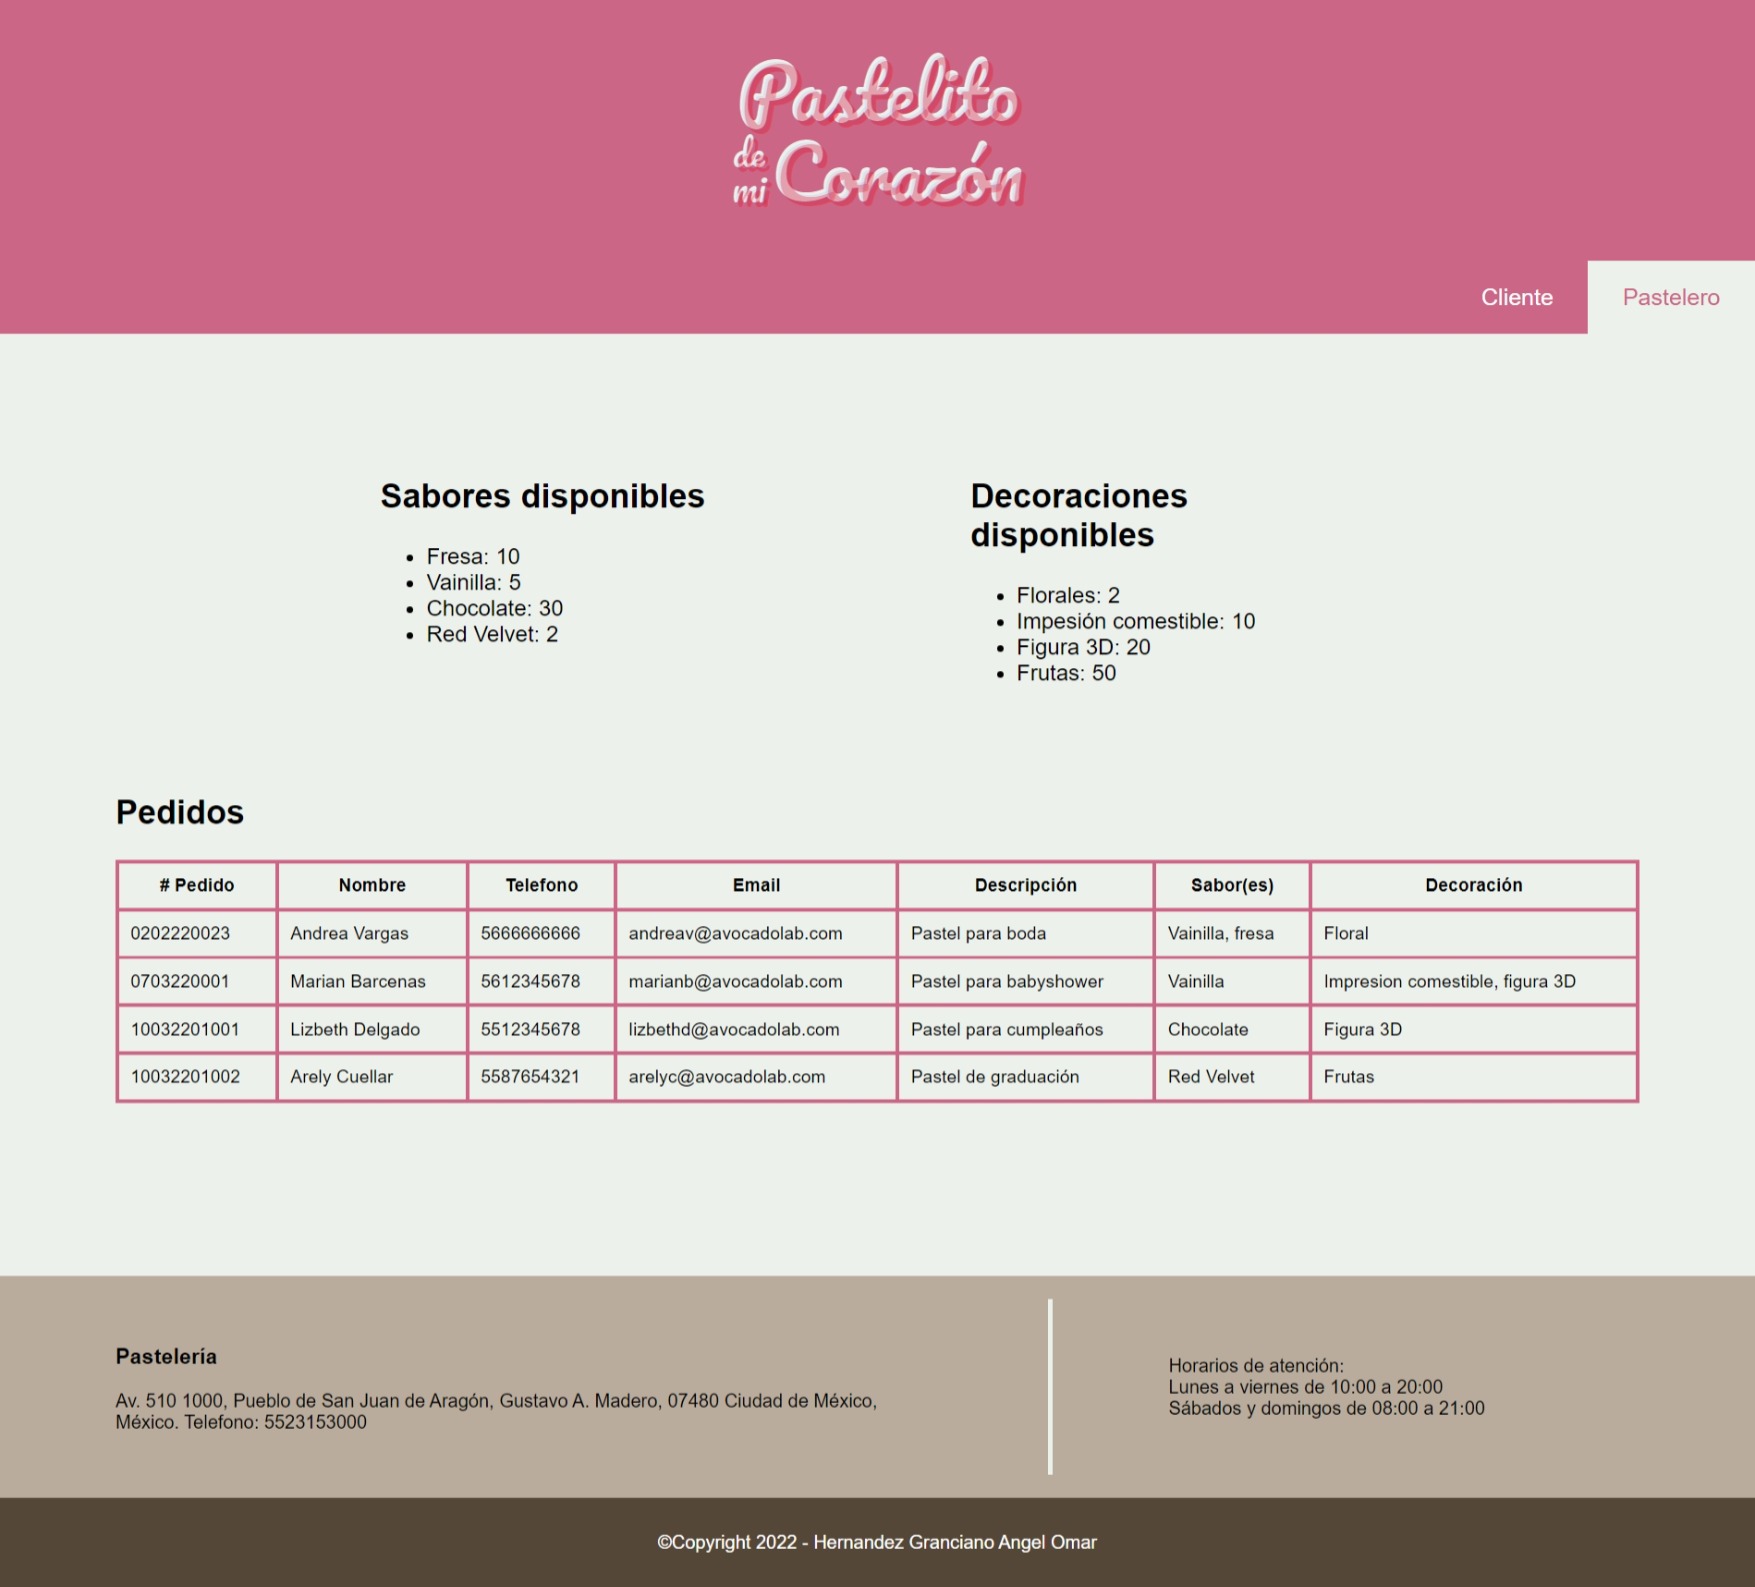 Pastelito
de mi Corazón
Cliente Pastelero
Sabores disponibles
Fresa: 10
Vainilla: 5
Chocolate: 30
Red Velvet: 2
Decoraciones
disponibles
Florales: 2
Impesión comestible: 10
Figura 3D: 20
Frutas: 50
Pedidos
# Pedido Nombre Telefono Email Descripción Sabor(es) Decoración
0202220023 Andrea Vargas 5666666666 andreav@avocadolab.com Pastel para boda Vainilla, fresa Floral
0703220001 Marian Barcenas 5612345678 marianb@avocadolab.com Pastel para babyshower Vainilla Impresion comestible, figura 3D
10032201001 Lizbeth Delgado 5512345678 lizbethd@avocadolab.com Pastel para cumpleaños Chocolate Figura 3D
10032201002 Arely Cuellar 5587654321 arelyc@avocadolab.com Pastel de graduación Red Velvet Frutas
Pastelería
Av. 510 1000, Pueblo de San Juan de Aragón, Gustavo A. Madero, 07480 Ciudad de México,
México. Telefono: 5523153000
Horarios de atención:
Lunes a viernes de 10:00 a 20:00
Sábados y domingos de 08:00 a 21:00
©Copyright 2022 - Hernandez Granciano Angel Omar